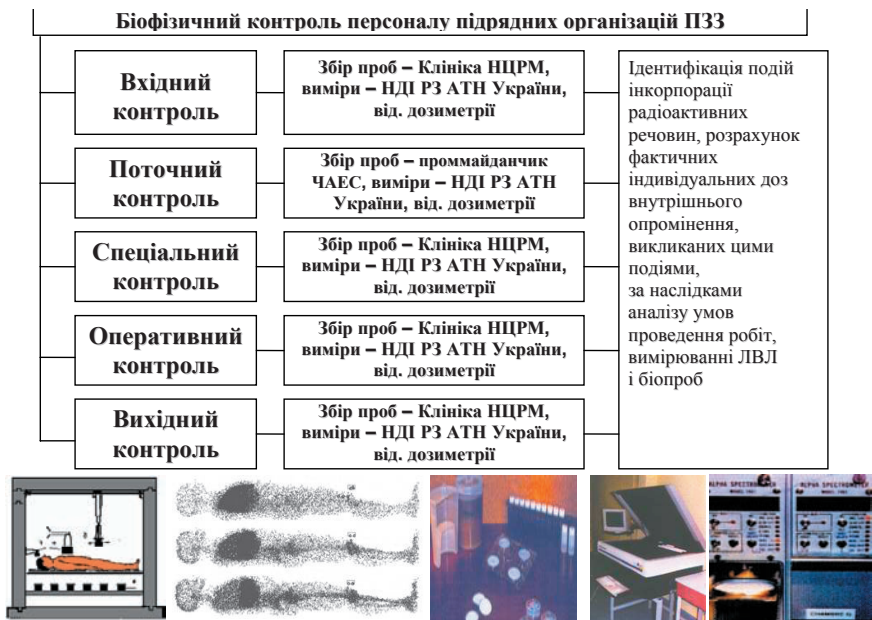 Біофізичний контроль персоналу підрядних організацій ПЗЗ
Вхідний
контроль
Збір проб – Клініка НЦРМ,
виміри – НДІ РЗ АТН України,
від. дозиметрії
Поточний
контроль
Збір проб – проммайданчик
ЧАЕС, виміри – НДІ РЗ АТН
України, від. дозиметрії
Спеціальний
контроль
Збір проб – Клініка НЦРМ,
виміри – НДІ РЗ АТН України,
від. дозиметрії
Оперативний
контроль
Збір проб – Клініка НЦРМ,
виміри – НДІ РЗ АТН України,
від. дозиметрії
Вихідний
контроль
Збір проб – Клініка НЦРМ,
виміри – НДІ РЗ АТН України,
від. дозиметрії
Ідентифікація подій
інкорпорації
радіоактивних
речовин, розрахунок
фактичних
індивідуальних доз
внутрішнього
опромінення,
викликаних цими
подіями,
за наслідками
аналізу умов
проведення робіт,
вимірюванні ЛВЛ
і біопроб
ALPHA SPECTROMETER
ALPHA SPECTROMETER